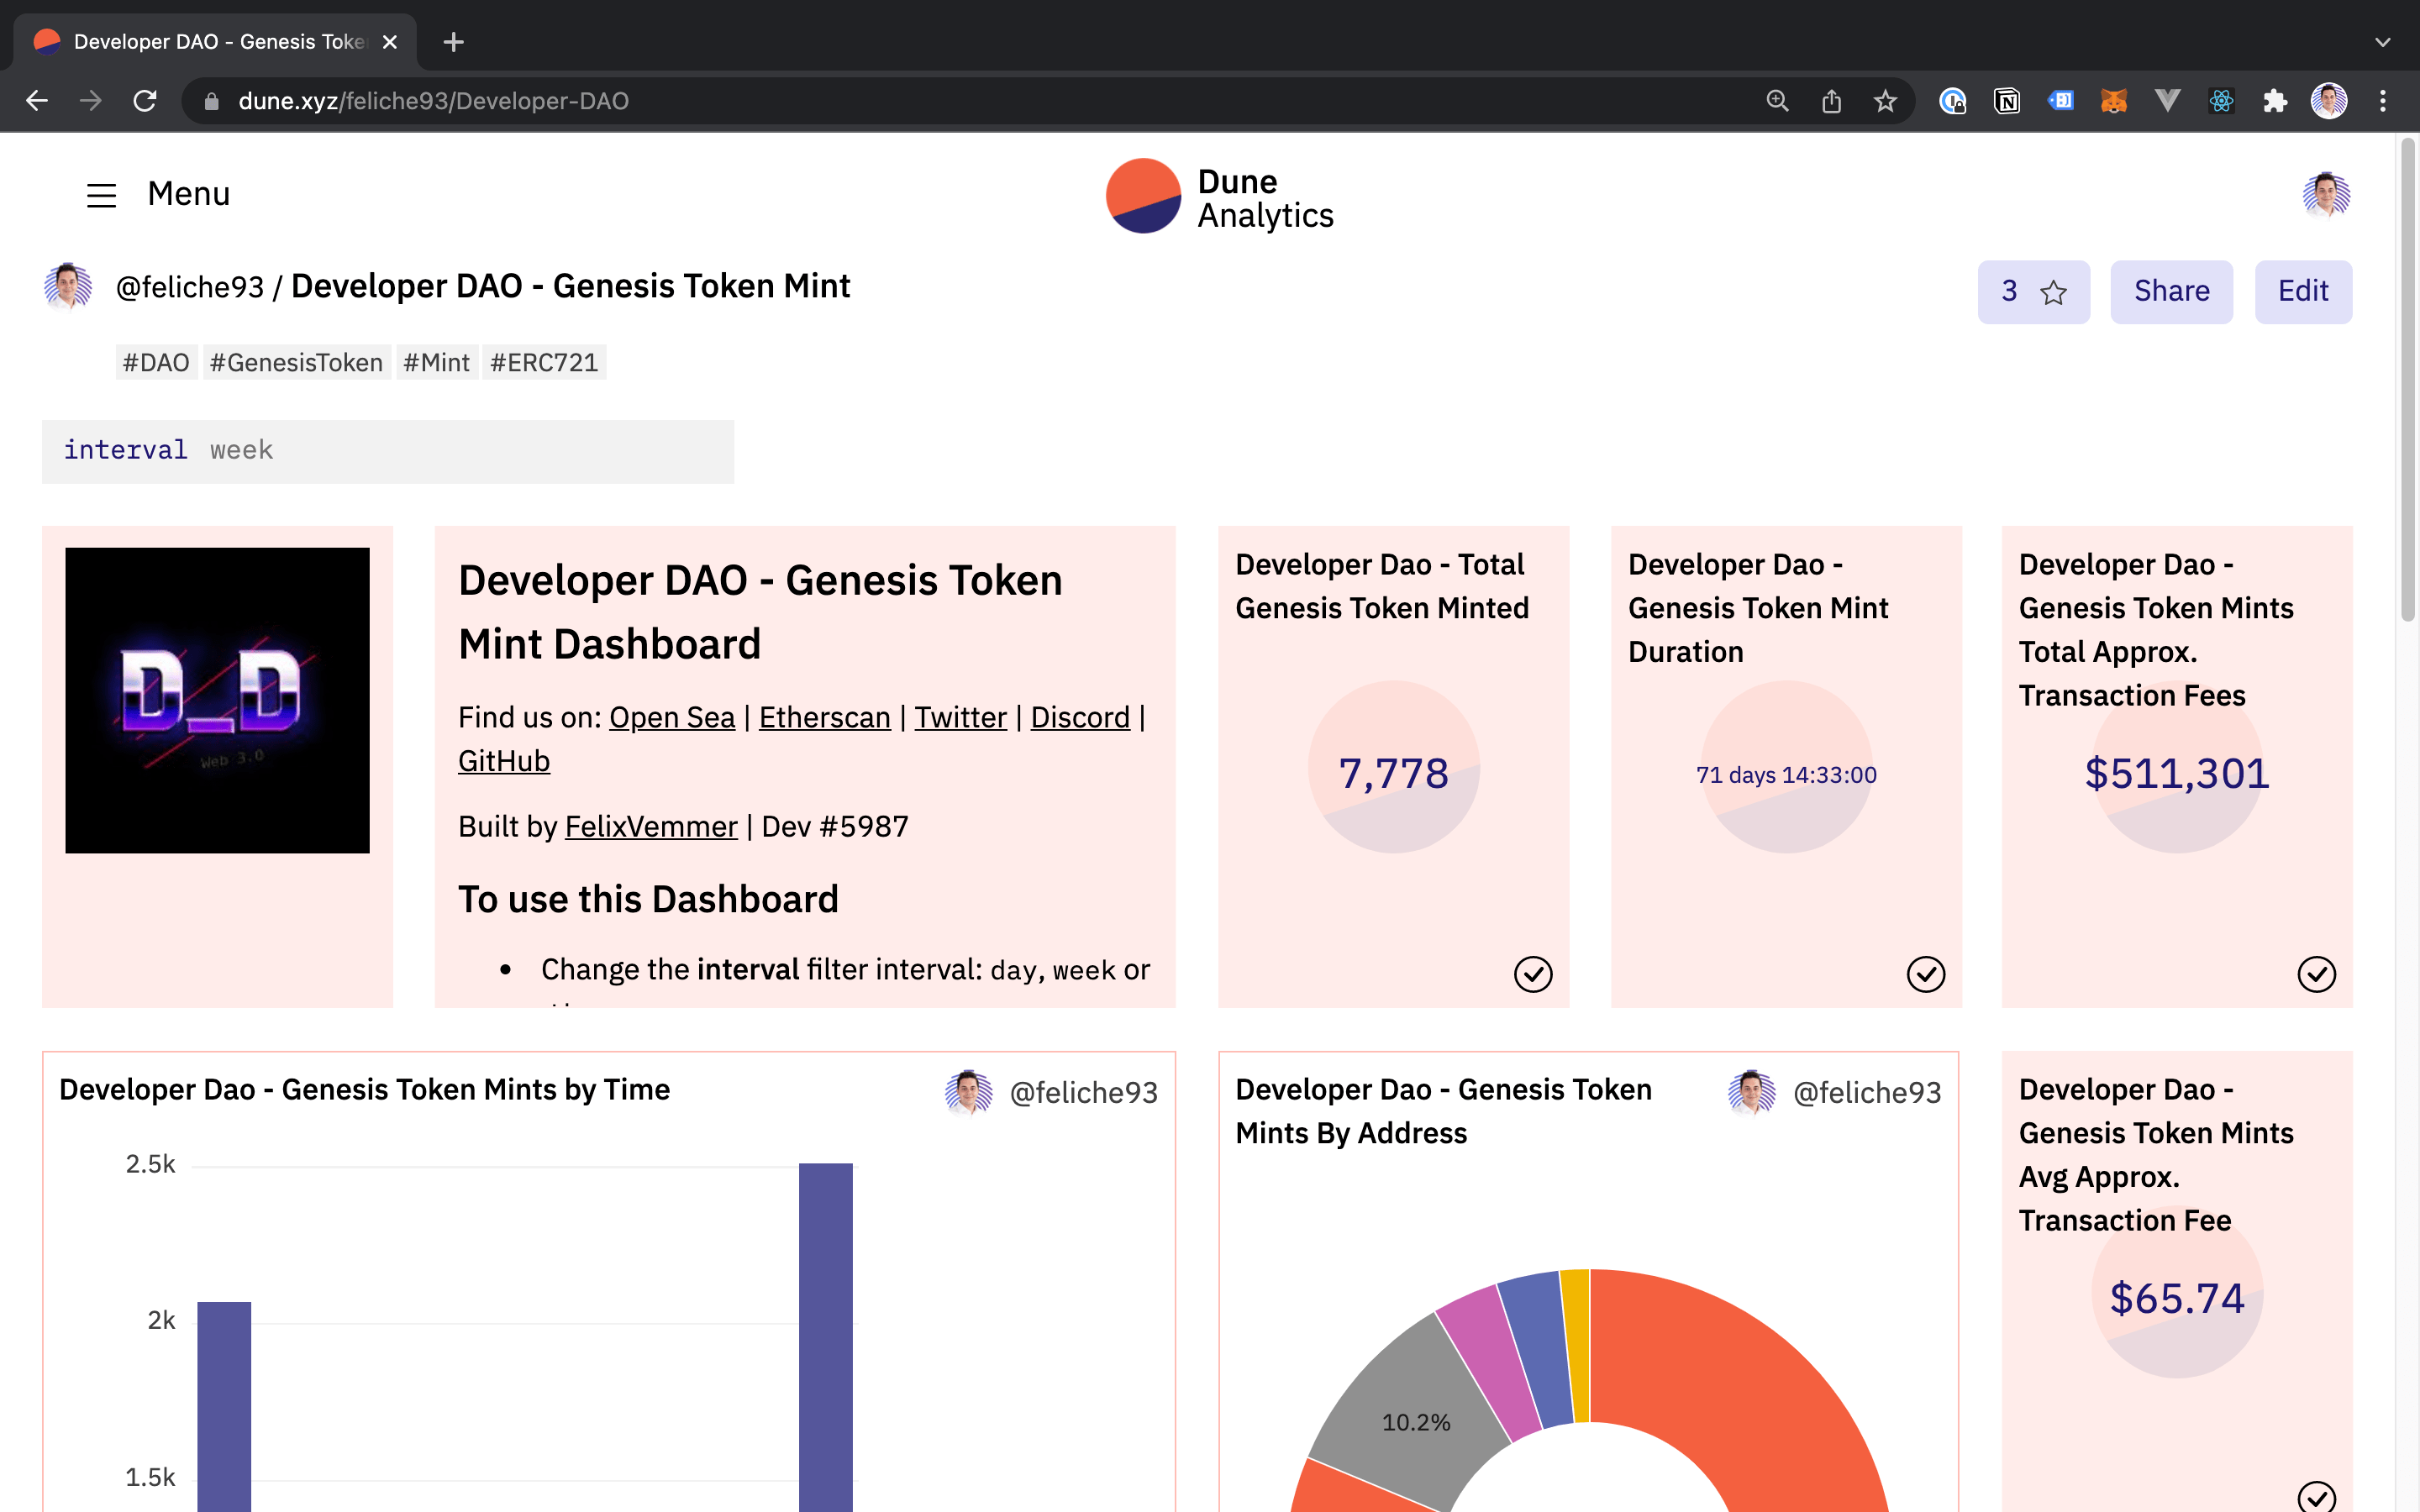 Developer DAO - Genesis Toke
dune.xyz/feliche93/Developer-DAO
Menu
Dune
Analytics
@feliche93 / Developer DAO - Genesis Token Mint
3
Share
Edit
#DAO #GenesisToken #Mint #ERC721
interval week
D_D
Web 3.0
Developer DAO - Genesis Token
Mint Dashboard
Find us on: Open Sea | Etherscan | Twitter | Discord |
GitHub
Built by FelixVemmer | Dev #5987
To use this Dashboard
• Change the interval filter interval: day, week or
Developer Dao - Total
Genesis Token Minted
7,778
Developer Dao -
Genesis Token Mint
Duration
71 days 14:33:00
Developer Dao -
Genesis Token Mints
Total Approx.
Transaction Fees
$511,301
Developer Dao - Genesis Token Mints by Time
@feliche93
2.5k
2k
1.5k
Developer Dao - Genesis Token
Mints By Address
@feliche93
10.2%
Developer Dao -
Genesis Token Mints
Avg Approx.
Transaction Fee
$65.74